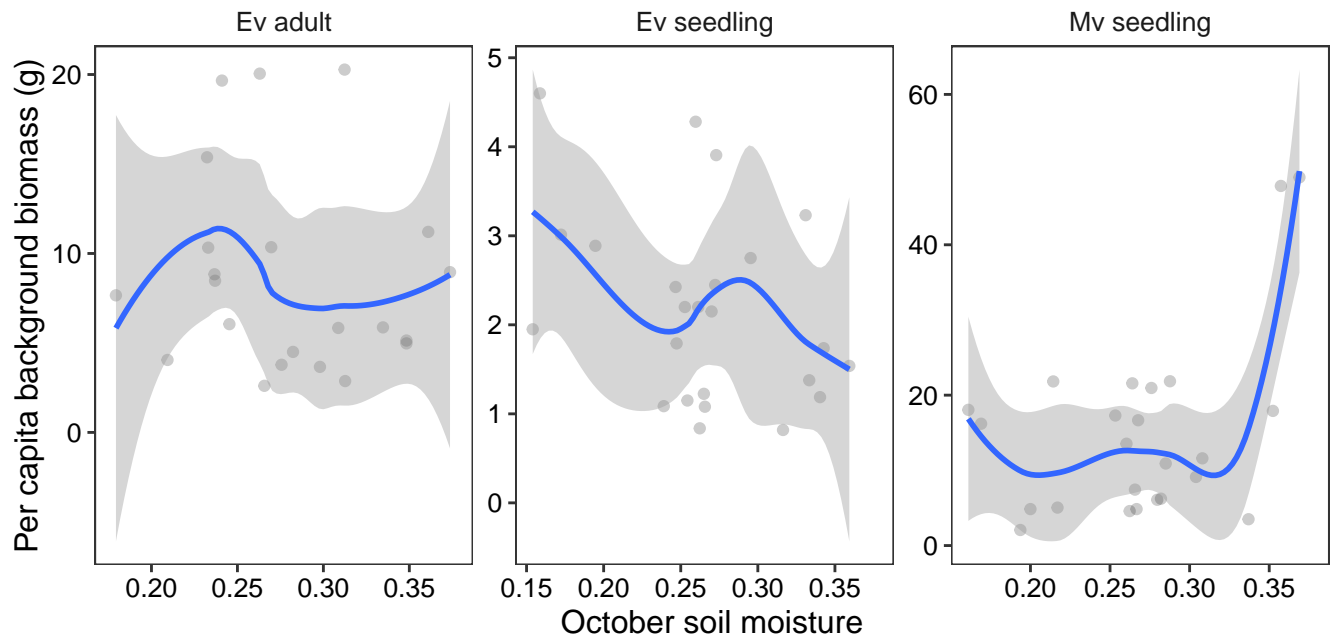 Ev adult
Ev seedling
Mv seedling
Per capita background biomass (g)
20
10
0
5
4
3
2
1
0
60
40
20
0
0.20 0.25 0.30 0.35
0.15 0.20 0.25 0.30 0.35
0.20 0.25 0.30 0.35
October soil moisture